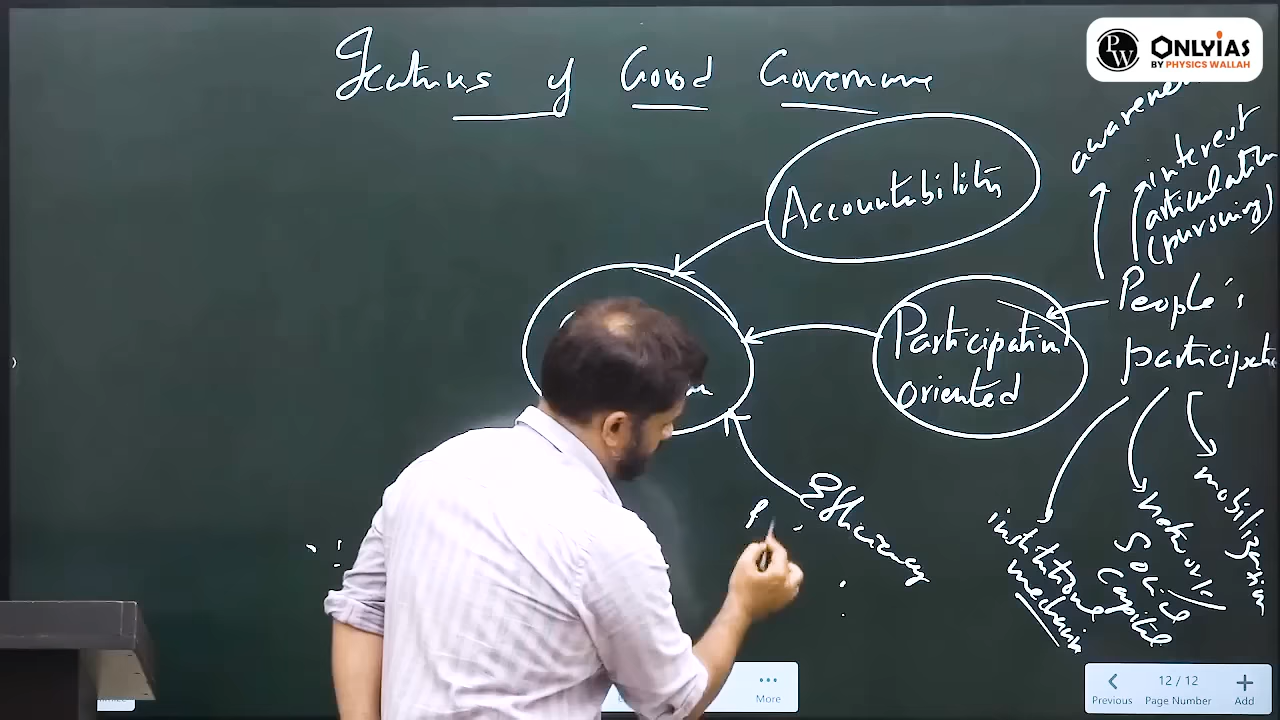 Features of Good Governance
PW ONLYIAS
BY PHYSICS WALLAH
awareness
interest
articulation
(pursuing)
Accountability
People's
participation
Participation
oriented
Efficiency
institutional
mechanism
network
Social
Capital
mobilization
More
Previous
12 / 12
Page Number
Add